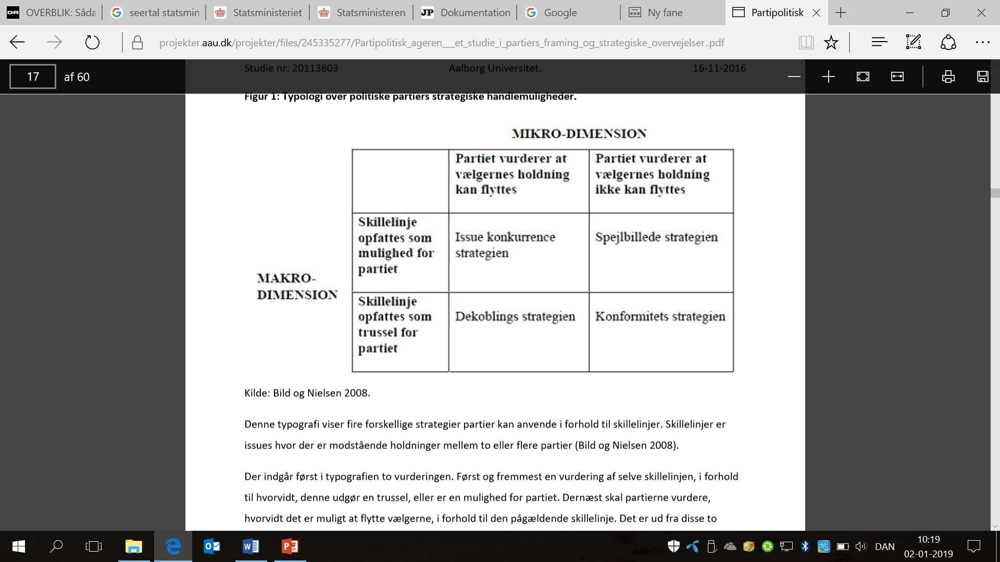 OVERBLIK: Såda
seertal statsmin
Statsministeriet
Statsministeren
JP Dokumentation
Google
Ny fane
Partipolitisk
projekter.aau.dk/projekter/files/245335277/Partipolitisk_ageren___et_studie_i_partiers_framing_og_strategiske_overvejelser..pdf
17 af 60
Studie nr: 20113603 Aalborg Universitet. 16-11-2016
Figur 1: Typologi over politiske partiers strategiske handlemuligheder.
MIKRO-DIMENSION
Partiet vurderer at
vælgernes holdning
kan flyttes
Partiet vurderer at
vælgernes holdning
ikke kan flyttes
MAKRO-
DIMENSION
Skillelinje
opfattes som
mulighed for
partiet
Issue konkurrence
strategien
Spejlbillede strategien
Skillelinje
opfattes som
trussel for
partiet
Dekoblings strategien
Konformitets strategien
Kilde: Bild og Nielsen 2008.
Denne typografi viser fire forskellige strategier partier kan anvende i forhold til skillelinjer. Skillelinjer er
issues hvor der er modstående holdninger mellem to eller flere partier (Bild og Nielsen 2008).
Der indgår først i typografien to vurderingen. Først og fremmest en vurdering af selve skillelinjen, i forhold
til hvorvidt, denne udgør en trussel, eller er en mulighed for partiet. Dernæst skal partierne vurdere,
hvorvidt det er muligt at flytte vælgerne, i forhold til den pågældende skillelinje. Det er ud fra disse to
DAN
10:19
02-01-2019